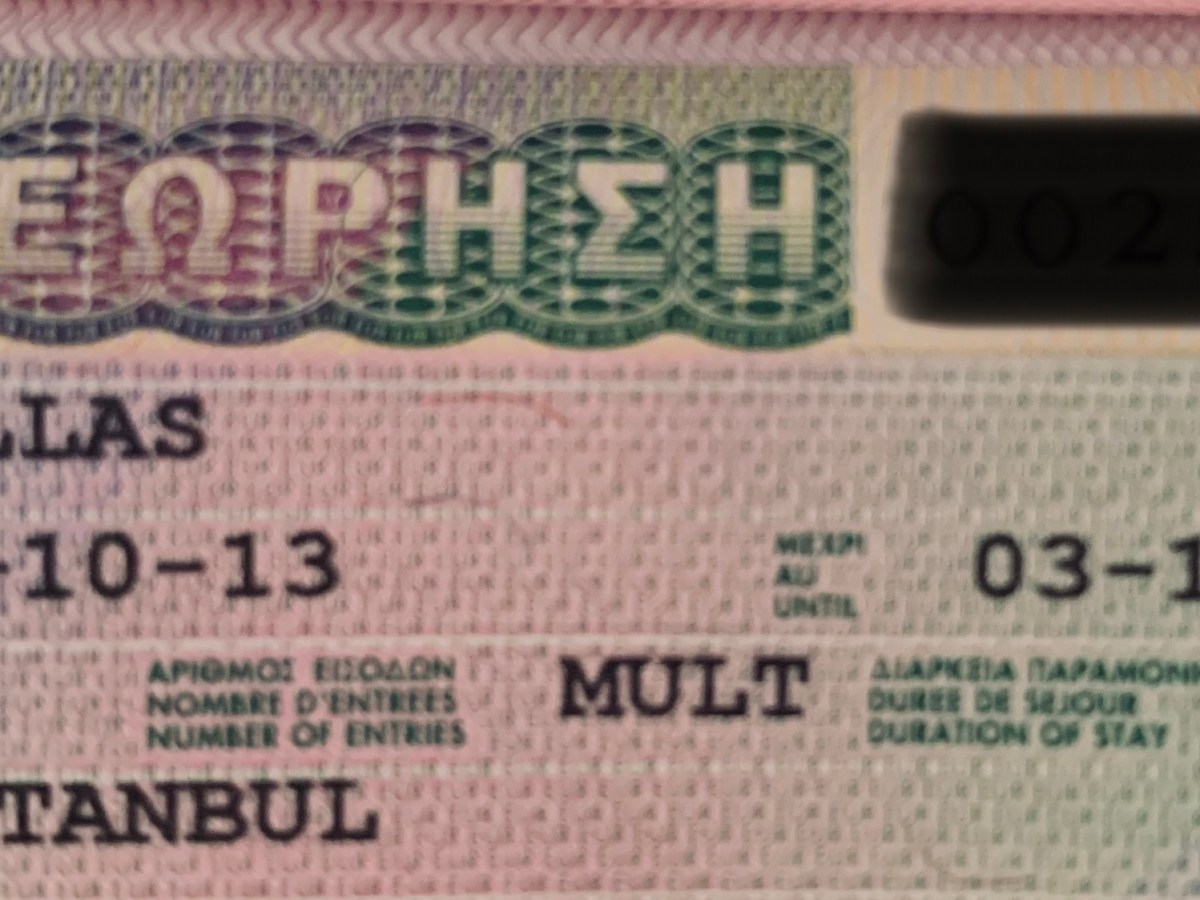 ΕΩΡΗΣΗ
LLAS
-10-13
ΜΕΧΡΙ
AU
UNTIL
03-1
ΑΡΙΘΜΟΣ ΕΙΣΟΔΩΝ
NOMBRE D'ENTREES
NUMBER OF ENTRIES
MULT
ΔΙΑΡΚΕΙΑ ΠΑΡΑΜΟΝΗ
DUREE DE SEJOUR
DURATION OF STAY
TANBUL